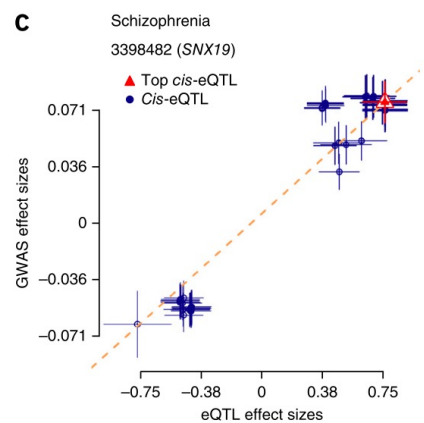 c
Schizophrenia
3398482 (SNX19)
Top cis-eQTL
Cis-eQTL
GWAS effect sizes
0.071
0.036
0
−0.036
−0.071
−0.75 −0.38 0 0.38 0.75
eQTL effect sizes